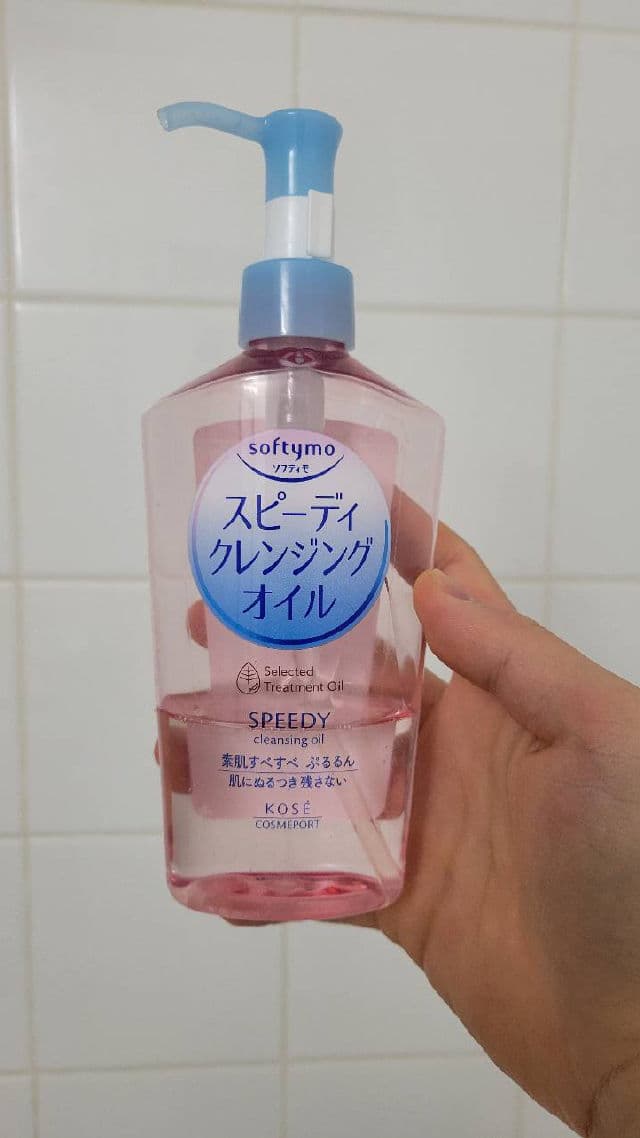 softymo
ソフティモ
スピーディ
クレンジング
オイル
Selected
Treatment Oil
SPEEDY
cleansing oil
素肌すべすべ ぷるるん
肌にぬるつき残さない
KOSÉ
COSMEPORT